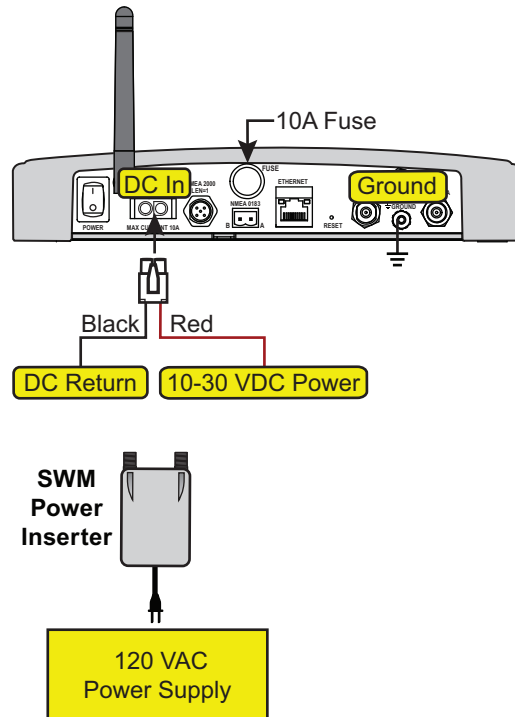 10A Fuse
FUSE
DC In
2000
LEN=1
ETHERNET
Ground
NMEA 0183
GROUND
POWER
MAX CURRENT 10A
B
A
RESET
Black
Red
DC Return
10-30 VDC Power
SWM
Power
Inserter
120 VAC
Power Supply